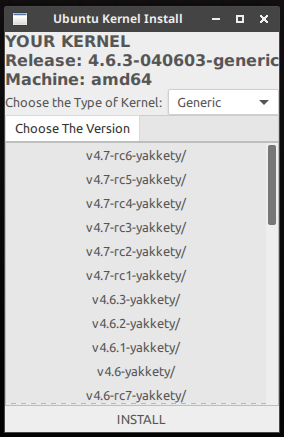 Ubuntu Kernel Install
YOUR KERNEL
Release: 4.6.3-040603-generic
Machine: amd64
Choose the Type of Kernel: Generic
Choose The Version
v4.7-rc6-yakkety/
v4.7-rc5-yakkety/
v4.7-rc4-yakkety/
v4.7-rc3-yakkety/
v4.7-rc2-yakkety/
v4.7-rc1-yakkety/
v4.6.3-yakkety/
v4.6.2-yakkety/
v4.6.1-yakkety/
v4.6-yakkety/
v4.6-rc7-yakkety/
INSTALL